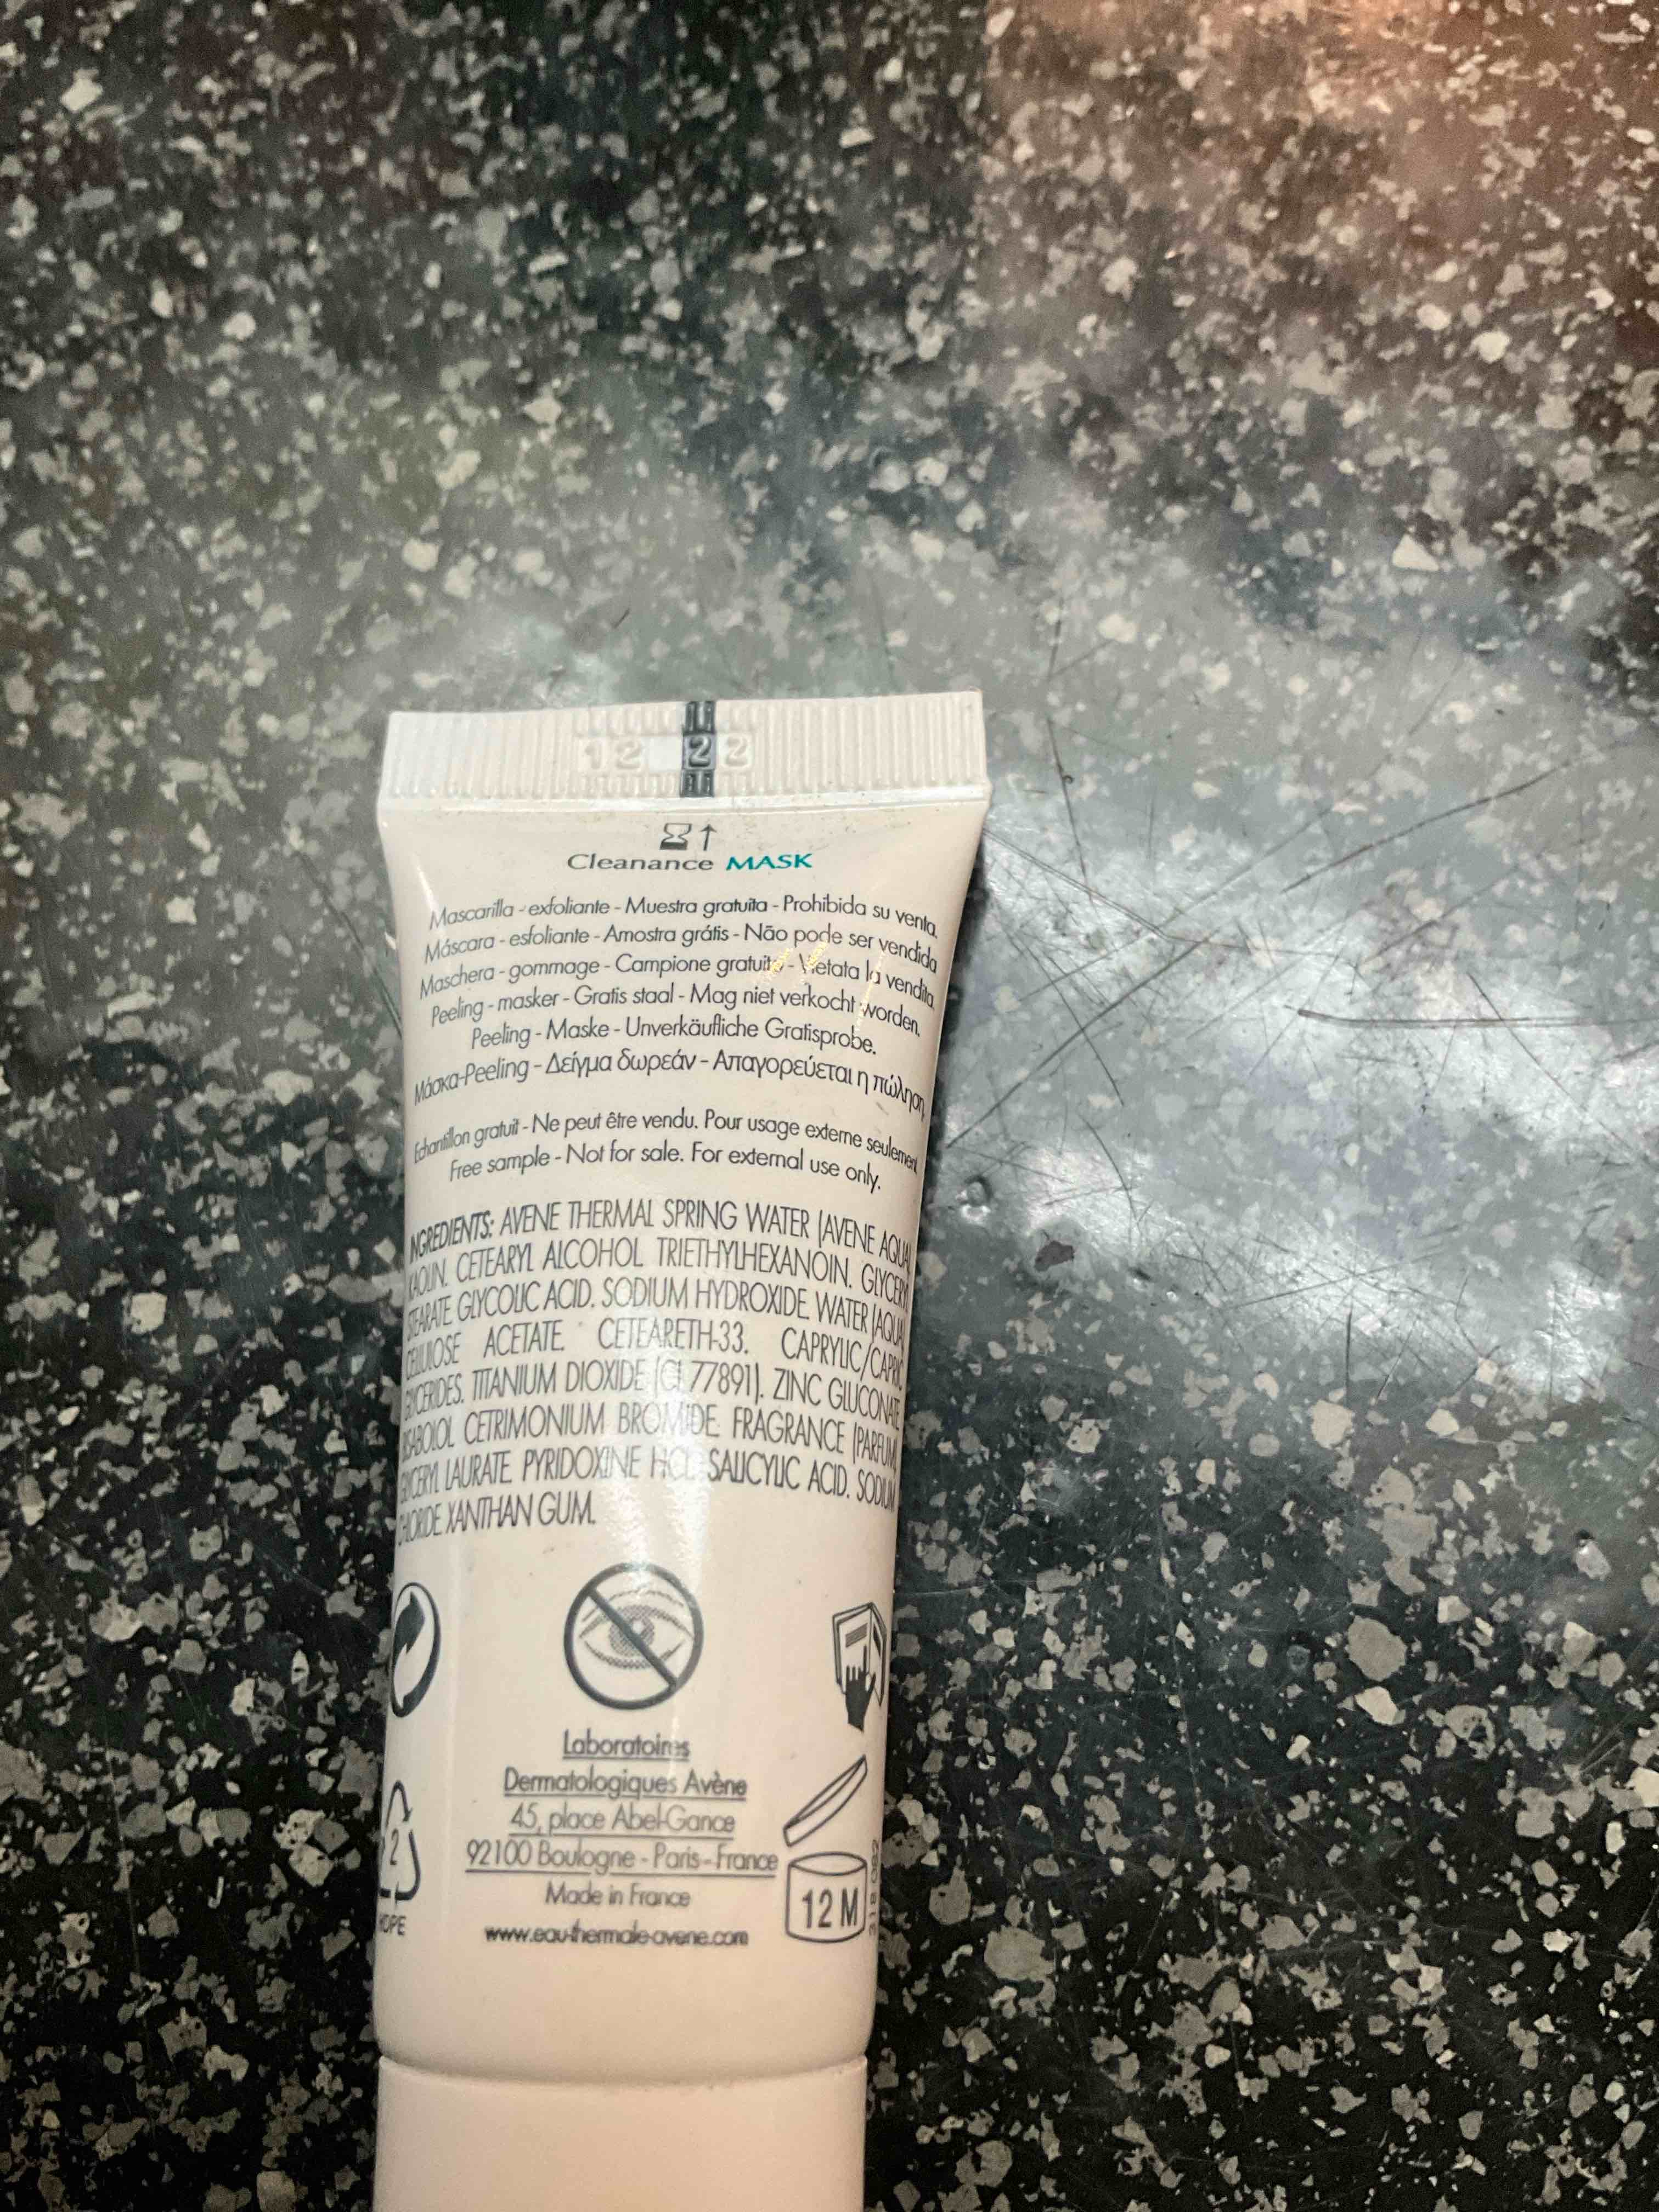 12 22
Cleanance MASK
Mascarilla - exfoliante - Muestra gratuita - Prohibida su venta.
Máscara - esfoliante - Amostra grátis - Não pode ser vendida
Maschera - gommage - Campione gratuito - Vietata la vendita.
Peeling - masker - Gratis staal - Mag niet verkocht worden.
Peeling - Maske - Unverkäufliche Gratisprobe.
Μάσκα-Peeling - Δείγμα δωρεάν - Απαγορεύεται η πώληση
Echantillon gratuit - Ne peut être vendu. Pour usage externe seulement
Free sample - Not for sale. For external use only.
INGREDIENTS: AVENE THERMAL SPRING WATER (AVENE AQUA)
KAOLIN. CETEARYL ALCOHOL TRIETHYLHEXANOIN. GLYCERYL
STEARATE. GLYCOLIC ACID. SODIUM HYDROXIDE. WATER (AQUA)
CELLULOSE ACETATE. CETEARETH-33. CAPRYLIC/CAPRIC
GLYCERIDES. TITANIUM DIOXIDE (CI 77891). ZINC GLUCONATE
BISABOLOL CETRIMONIUM BROMIDE. FRAGRANCE (PARFUM)
GLYCERYL LAURATE. PYRIDOXINE HCL. SALICYLIC ACID. SODIUM
CHLORIDE. XANTHAN GUM.
Laboratoires
Dermatologiques Avène
45, place Abel-Gance
92100 Boulogne - Paris - France
Made in France
www.eau-thermale-avene.com
12 M
2
HDPE